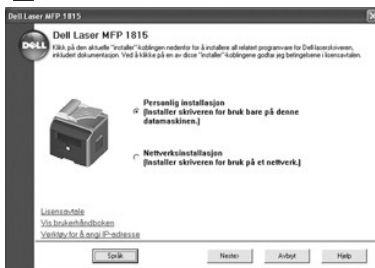 Dell Laser MFP 1815
DELL
Dell Laser MFP 1815
Klikk på den aktuelle "installer"-koblingen nedenfor for å installere all relatert programvare for Dell-laserskriveren,
inkludert dokumentasjon. Ved å klikke på en av disse "installer"-koblingene godtar jeg betingelsene i lisensavtalen.
Personlig installasjon
[Installer skriveren for bruk bare på denne
datamaskinen.]
Nettverksinstallasjon
[Installer skriveren for bruk på et nettverk.]
Lisensavtale
Vis brukerhåndboken
Verktøy for å angi IP-adresse
Språk
Neste>
Avbryt
Hjelp